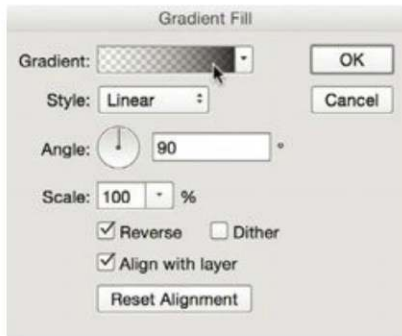 Gradient Fill
Gradient:
OK
Style: Linear
Cancel
Angle: 90 °
Scale: 100 %
Reverse Dither
Align with layer
Reset Alignment